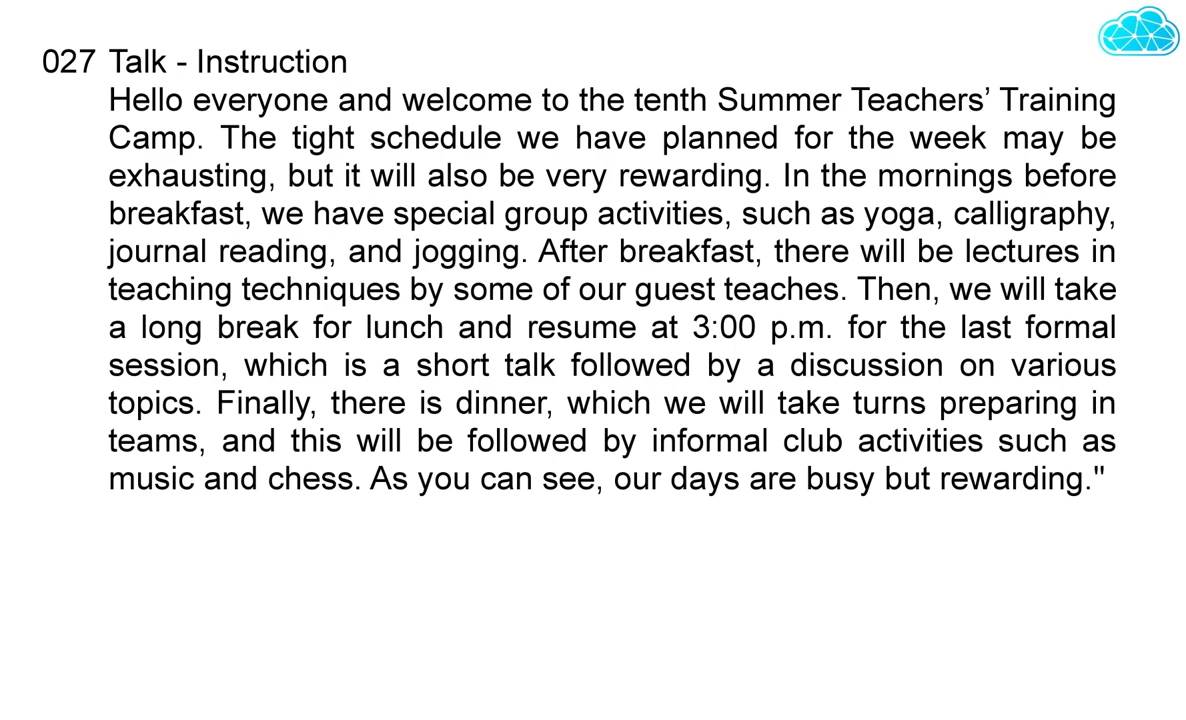 027 Talk - Instruction
Hello everyone and welcome to the tenth Summer Teachers’ Training
Camp. The tight schedule we have planned for the week may be
exhausting, but it will also be very rewarding. In the mornings before
breakfast, we have special group activities, such as yoga, calligraphy,
journal reading, and jogging. After breakfast, there will be lectures in
teaching techniques by some of our guest teaches. Then, we will take
a long break for lunch and resume at 3:00 p.m. for the last formal
session, which is a short talk followed by a discussion on various
topics. Finally, there is dinner, which we will take turns preparing in
teams, and this will be followed by informal club activities such as
music and chess. As you can see, our days are busy but rewarding."